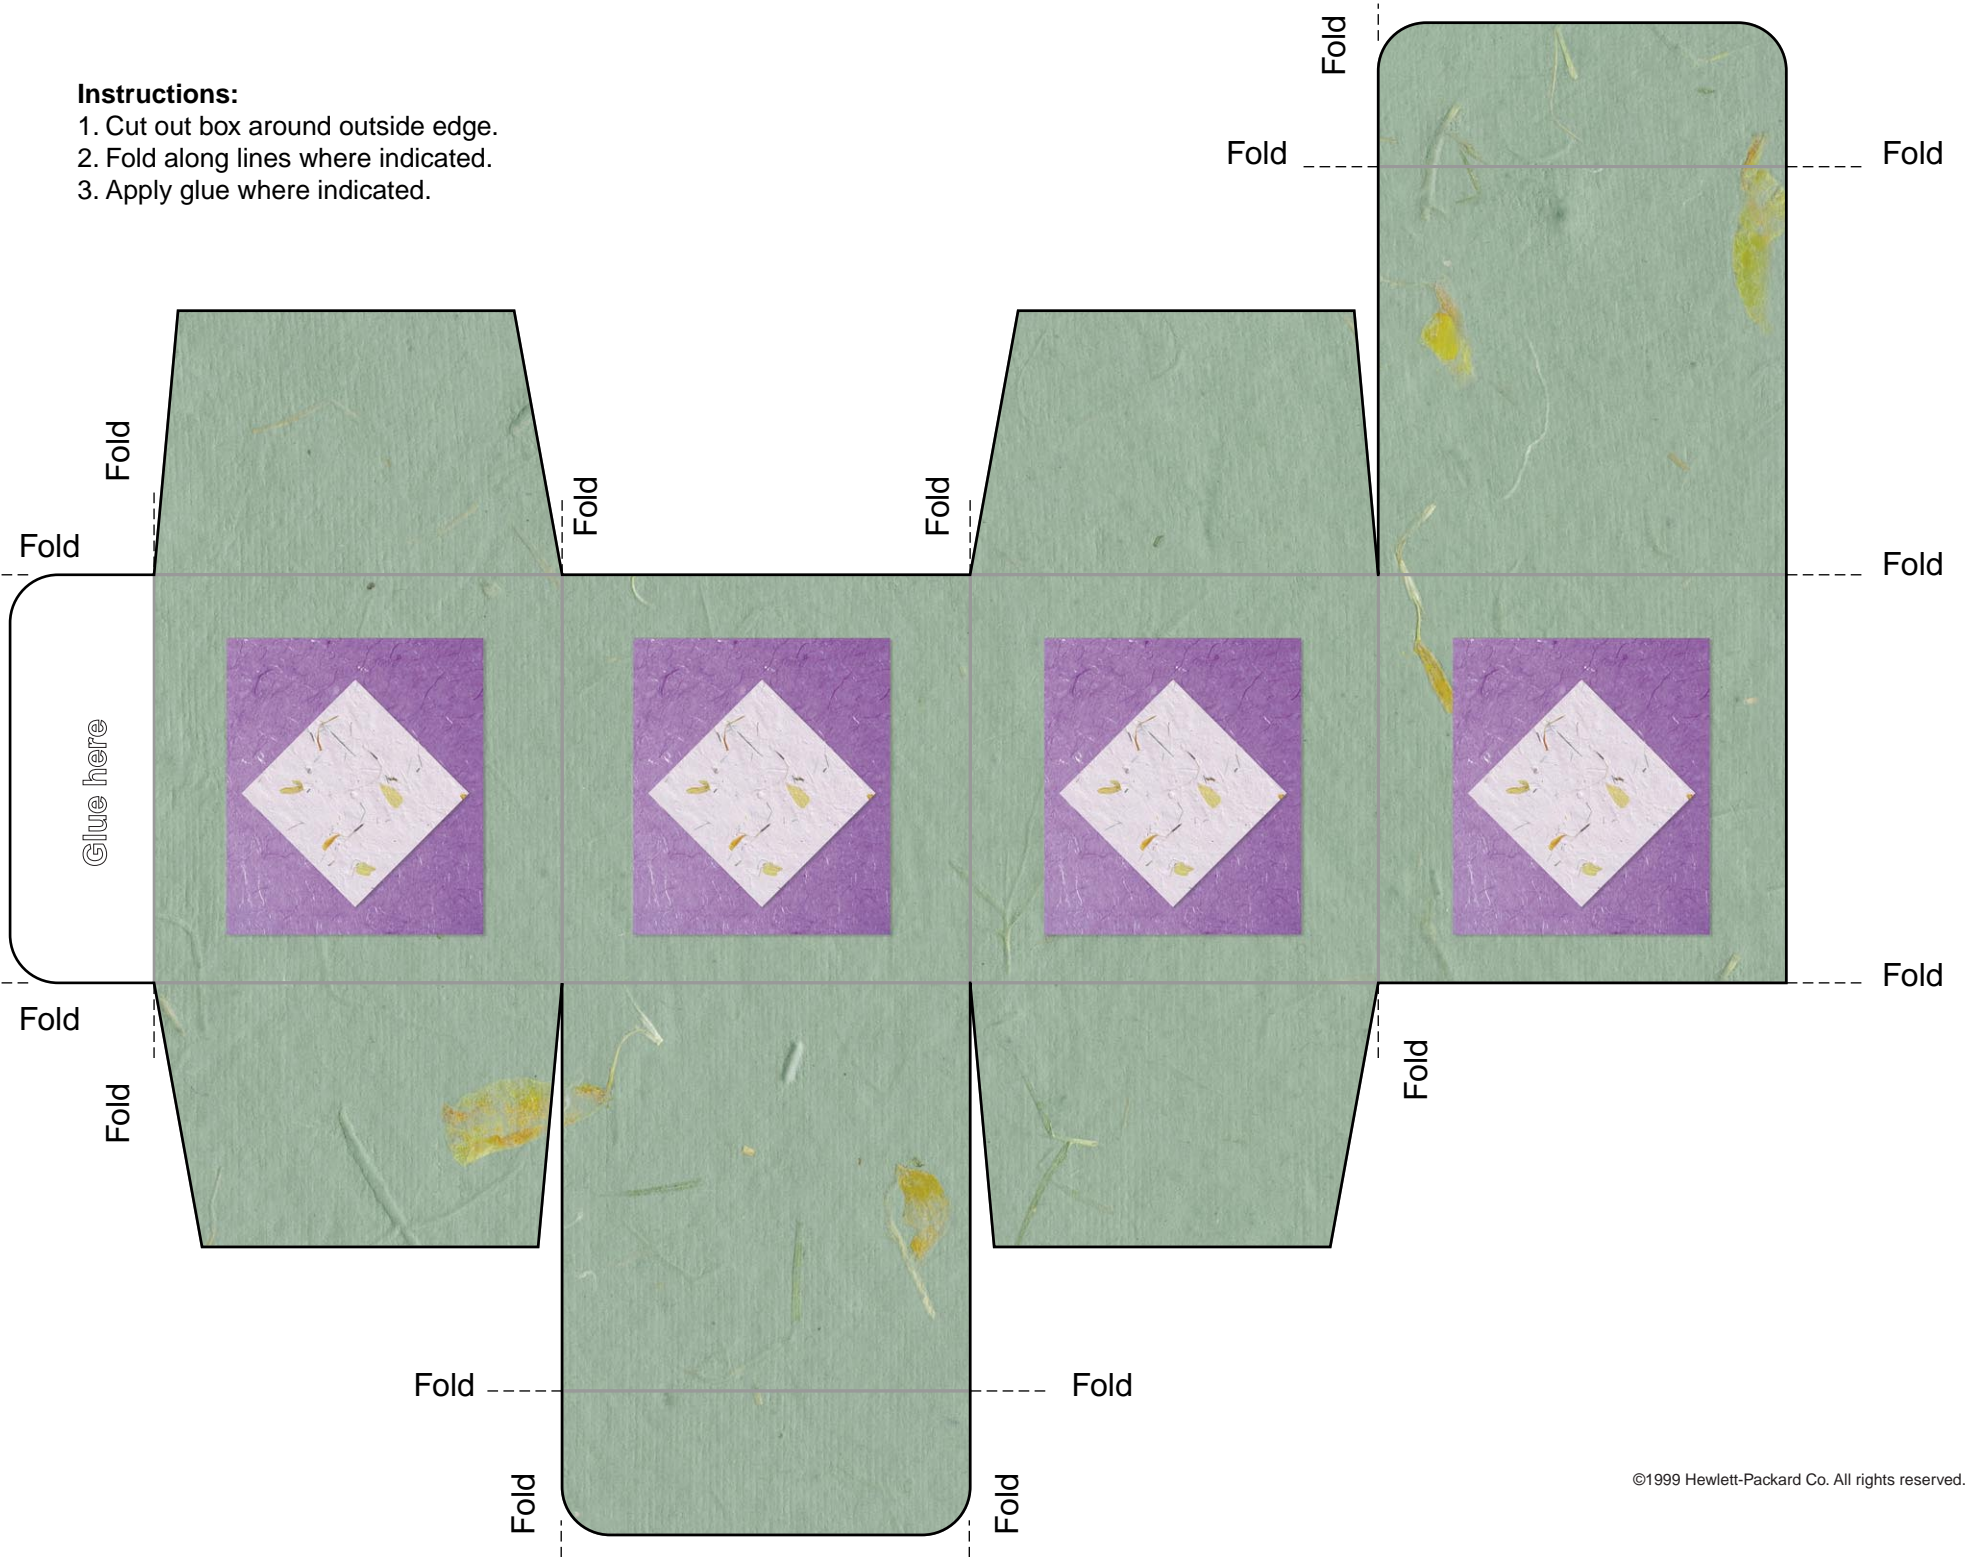 Fold
Instructions:
1. Cut out box around outside edge.
2. Fold along lines where indicated.
3. Apply glue where indicated.
Fold
Fold
Fold
Fold
Fold
Fold
Fold
Glue here
Fold
Fold
Fold
Fold
Fold
Fold
Fold
Fold
©1999 Hewlett-Packard Co. All rights reserved.